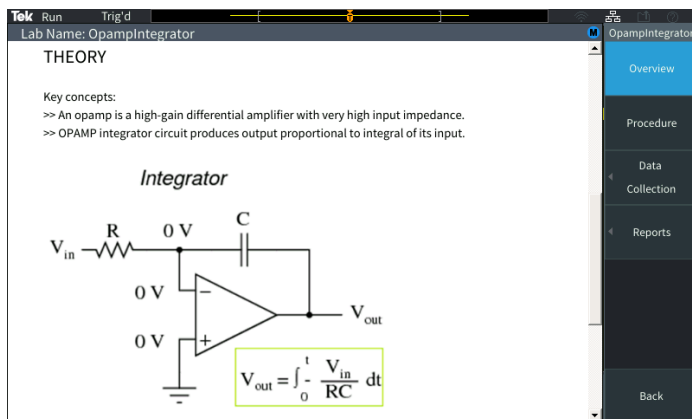 Tek Run Trig'd
Lab Name: OpampIntegrator
M
OpampIntegrator
THEORY
Key concepts:
>> An opamp is a high-gain differential amplifier with very high input impedance.
>> OPAMP integrator circuit produces output proportional to integral of its input.
Integrator
R
0 V
C
Vin
0 V
−
0 V
+
Vout
Vout = ∫0t - Vin/RC dt
Overview
Procedure
Data
Collection
Reports
Back